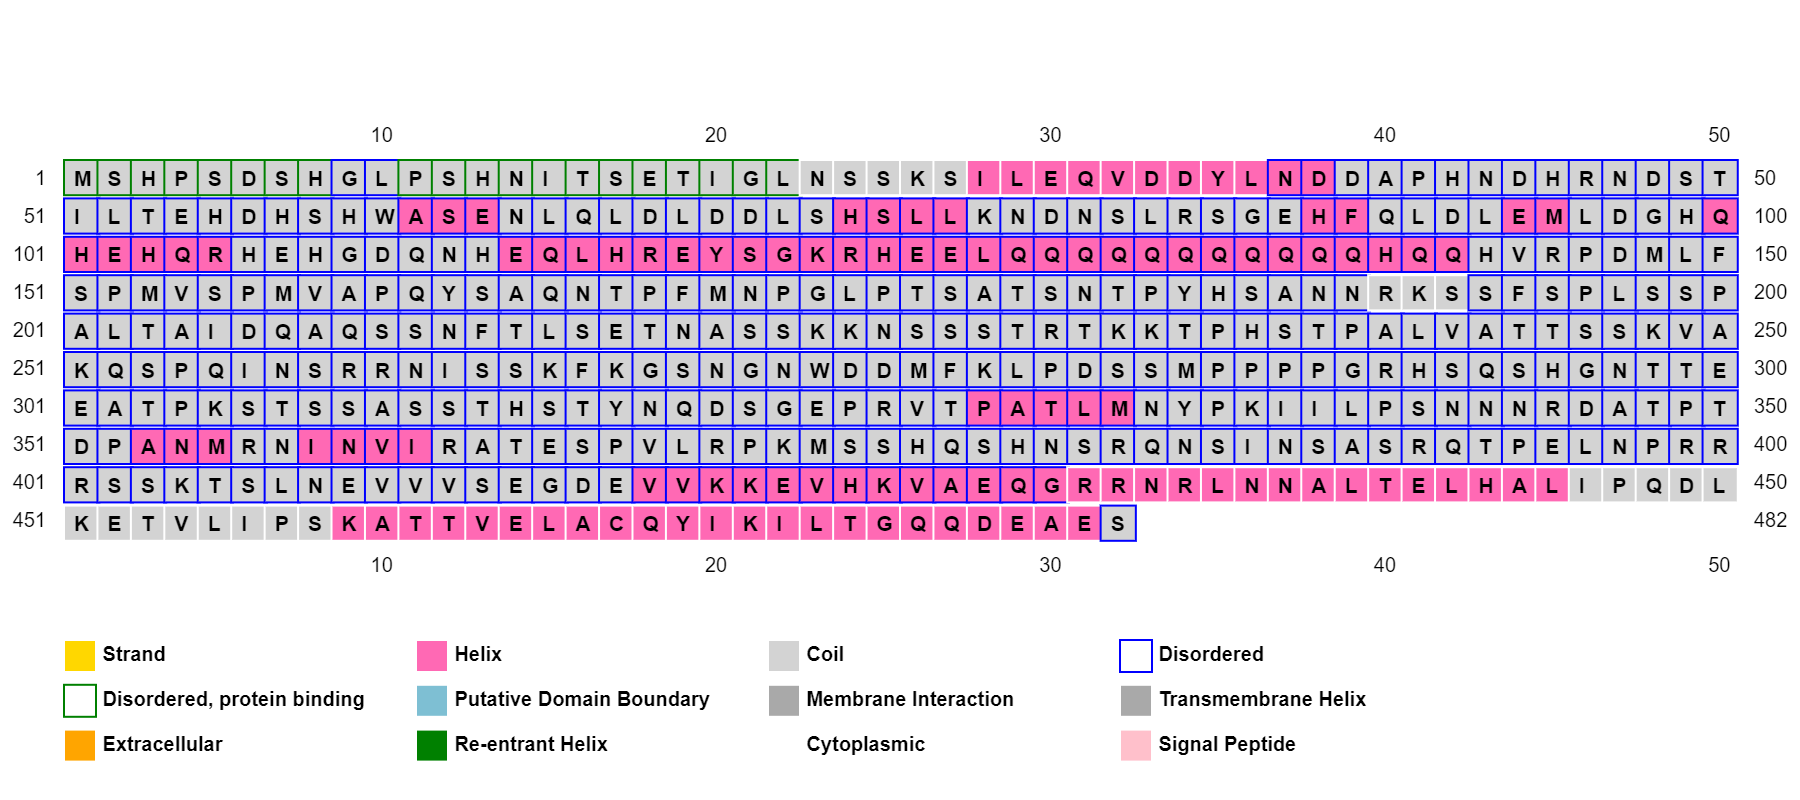 10 20 30 40 50
1 M S H P S D S H G L P S H N I T S E T I G L N S S K S I L E Q V D D Y L N D D A P H N D H R N D S T 50
51 I L T E H D H S H W A S E N L Q L D L D D L S H S L L K N D N S L R S G E H F Q L D L E M L D G H Q 100
101 H E H Q R H E H G D Q N H E Q L H R E Y S G K R H E E L Q Q Q Q Q Q Q Q Q Q Q H Q Q H V R P D M L F 150
151 S P M V S P M V A P Q Y S A Q N T P F M N P G L P T S A T S N T P Y H S A N N R K S S F S P L S S P 200
201 A L T A I D Q A Q S S N F T L S E T N A S S K K N S S S T R T K K T P H S T P A L V A T T S S K V A 250
251 K Q S P Q I N S R R N I S S K F K G S N G N W D D M F K L P D S S M P P P P G R H S Q S H G N T T E 300
301 E A T P K S T S S A S S T H S T Y N Q D S G E P R V T P A T L M N Y P K I I L P S N N N R D A T P T 350
351 D P A N M R N I N V I R A T E S P V L R P K M S S H Q S H N S R Q N S I N S A S R Q T P E L N P R R 400
401 R S S K T S L N E V V V S E G D E V V K K E V H K V A E Q G R R N R L N N A L T E L H A L I P Q D L 450
451 K E T V L I P S K A T T V E L A C Q Y I K I L T G Q Q D E A E S 482
10 20 30 40 50
Strand Helix Coil Disordered
Disordered, protein binding Putative Domain Boundary Membrane Interaction Transmembrane Helix
Extracellular Re-entrant Helix Cytoplasmic Signal Peptide